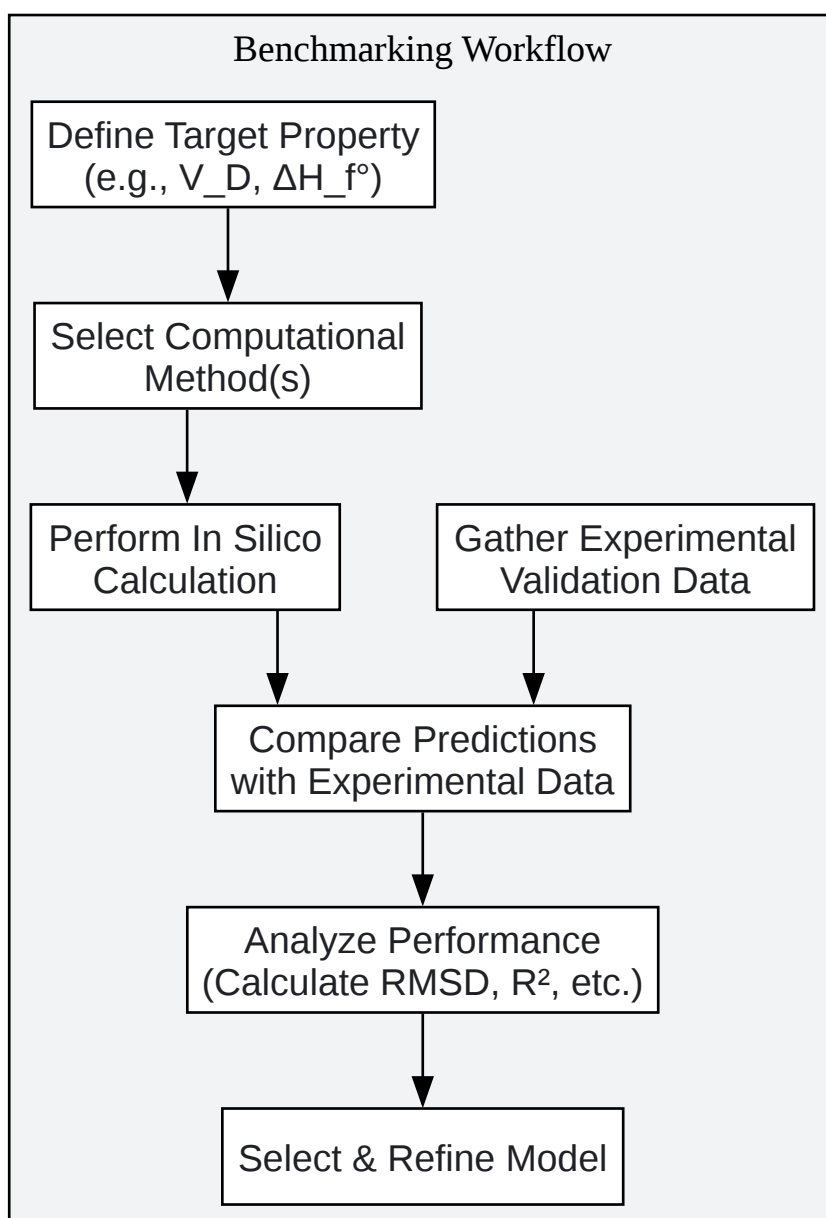 Benchmarking Workflow
Define Target Property
(e.g., V_D, ΔH_f°)
Select Computational
Method(s)
Perform In Silico
Calculation
Gather Experimental
Validation Data
Compare Predictions
with Experimental Data
Analyze Performance
(Calculate RMSD, R², etc.)
Select & Refine Model